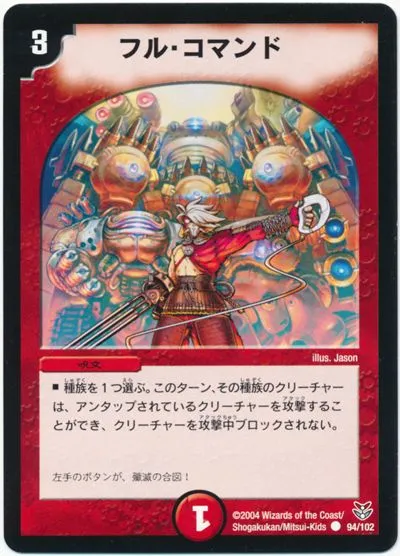 3
フル・コマンド
illus. Jason
呪文
■ 種族を1つ選ぶ。このターン、その種族のクリーチャー
は、アンタップされているクリーチャーを攻撃するこ
とができ、クリーチャーを攻撃中ブロックされない。
左手のボタンが、殲滅の合図!
1
©2004 Wizards of the Coast/
Shogakukan/Mitsui-Kids ● 94/102